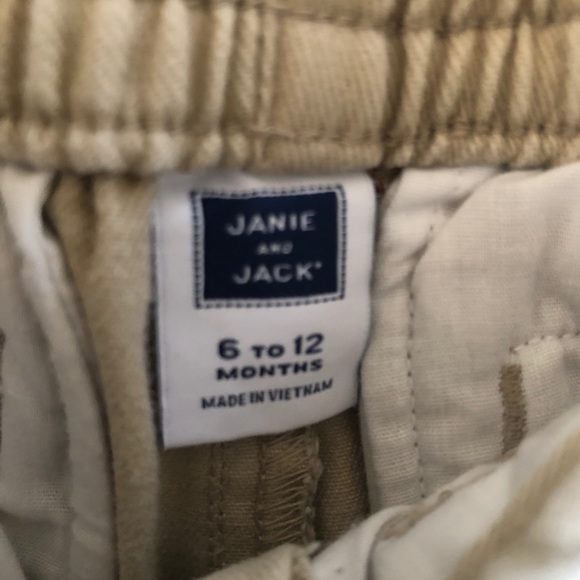 JANIE
AND
JACK®
6 TO 12
MONTHS
MADE IN VIETNAM